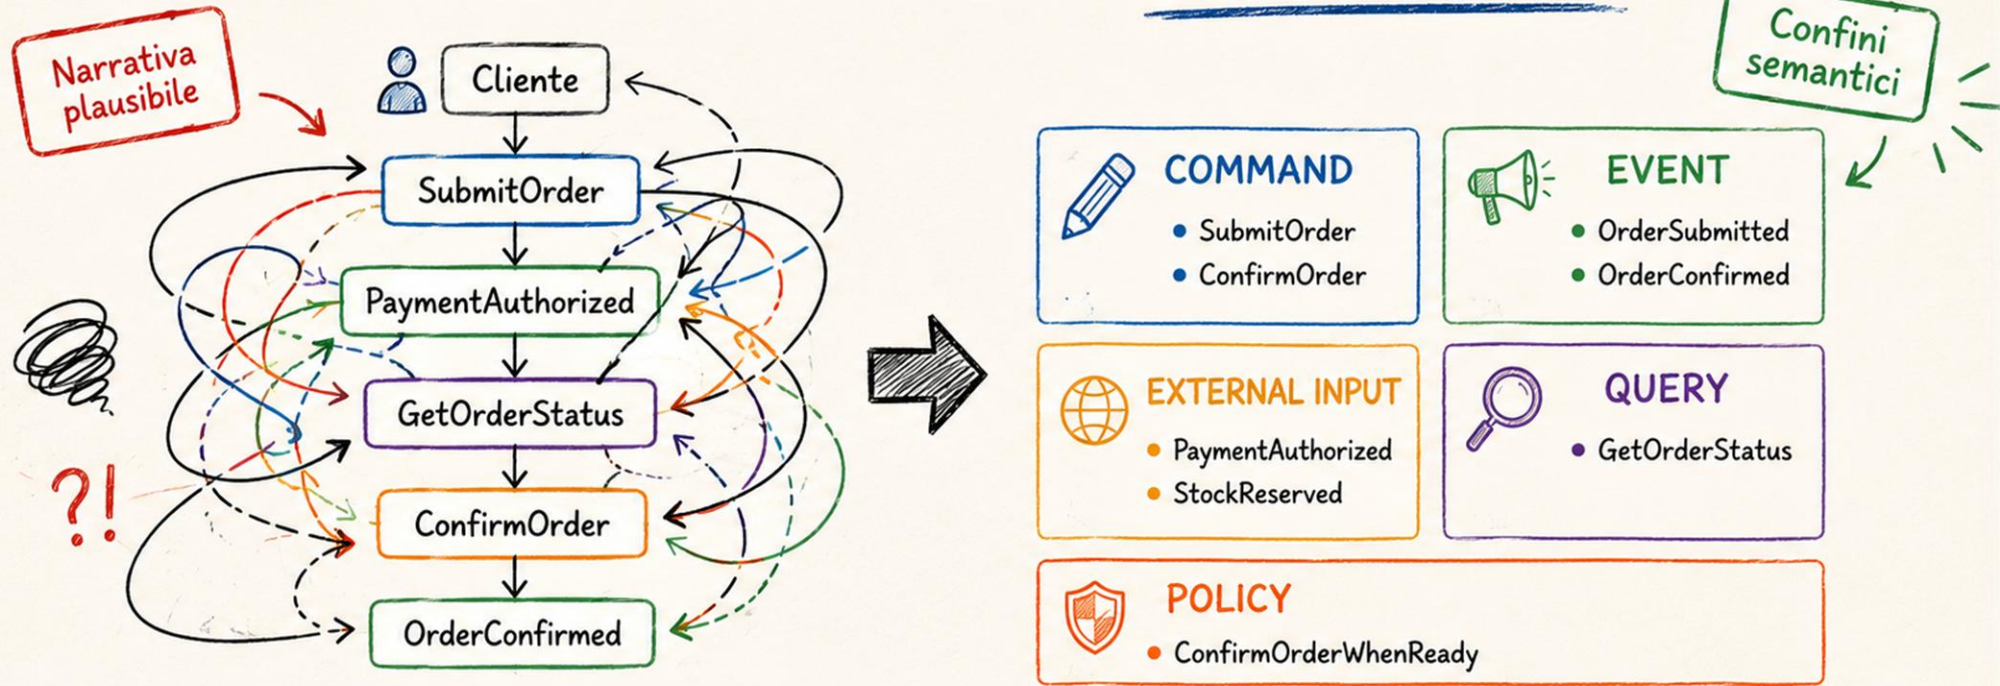 Narrativa
plausibile
Cliente
SubmitOrder
PaymentAuthorized
GetOrderStatus
ConfirmOrder
OrderConfirmed
?!
Confini
semantici
COMMAND
• SubmitOrder
• ConfirmOrder
EVENT
• OrderSubmitted
• OrderConfirmed
EXTERNAL INPUT
• PaymentAuthorized
• StockReserved
QUERY
• GetOrderStatus
POLICY
• ConfirmOrderWhenReady